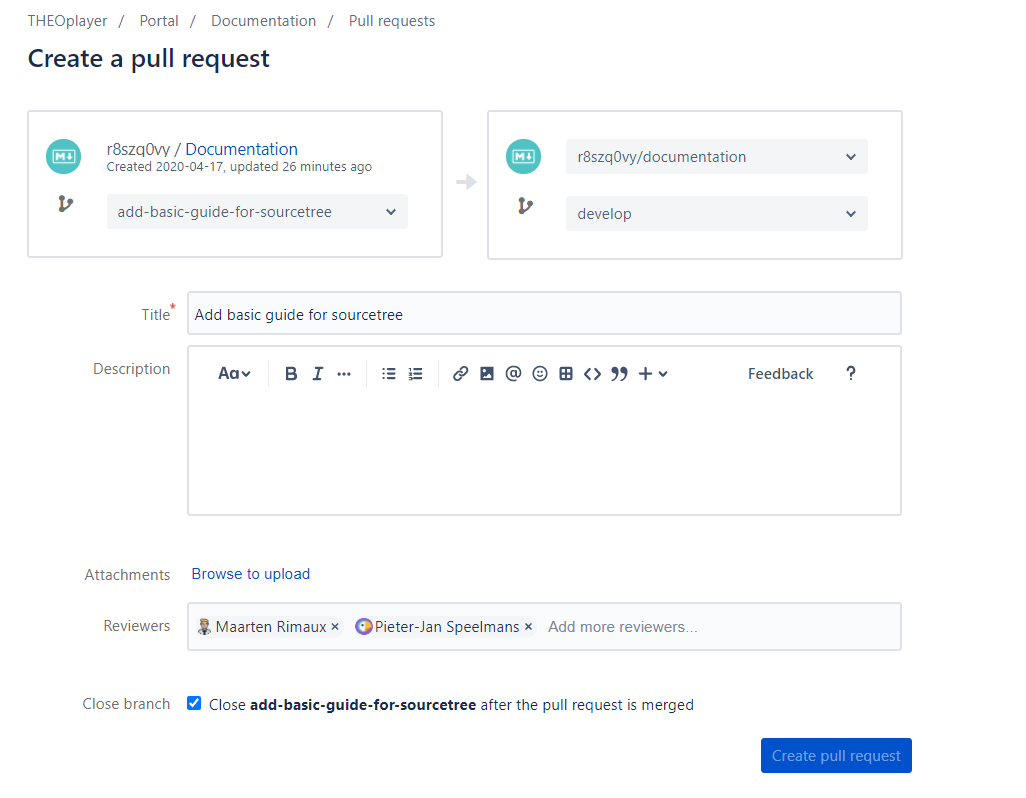 THEOplayer / Portal / Documentation / Pull requests
Create a pull request
r8szq0vy / Documentation
Created 2020-04-17, updated 26 minutes ago
add-basic-guide-for-sourcetree
r8szq0vy/documentation
develop
Title*
Add basic guide for sourcetree
Description
Aa B I ... @ <> + Feedback ?
Attachments Browse to upload
Reviewers Maarten Rimaux × Pieter-Jan Speelmans × Add more reviewers...
Close branch Close add-basic-guide-for-sourcetree after the pull request is merged
Create pull request